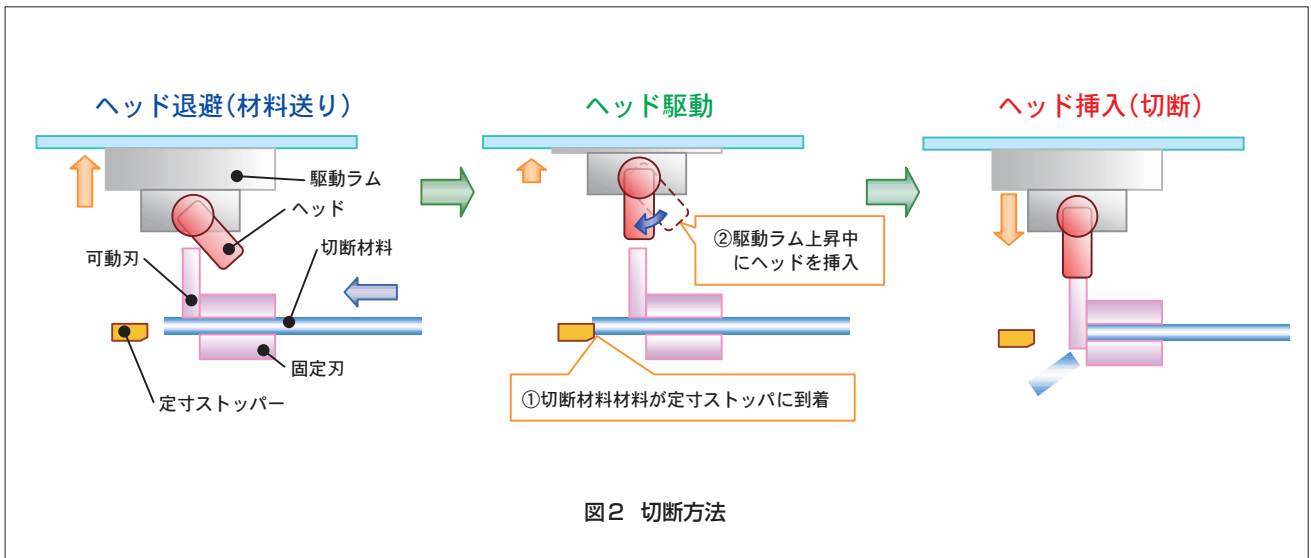 ヘッド退避(材料送り)
駆動ラム
ヘッド
切断材料
可動刃
固定刃
定寸ストッパー
ヘッド駆動
②駆動ラム上昇中
にヘッドを挿入
①切断材料材料が定寸ストッパに到着
ヘッド挿入(切断)
図2 切断方法